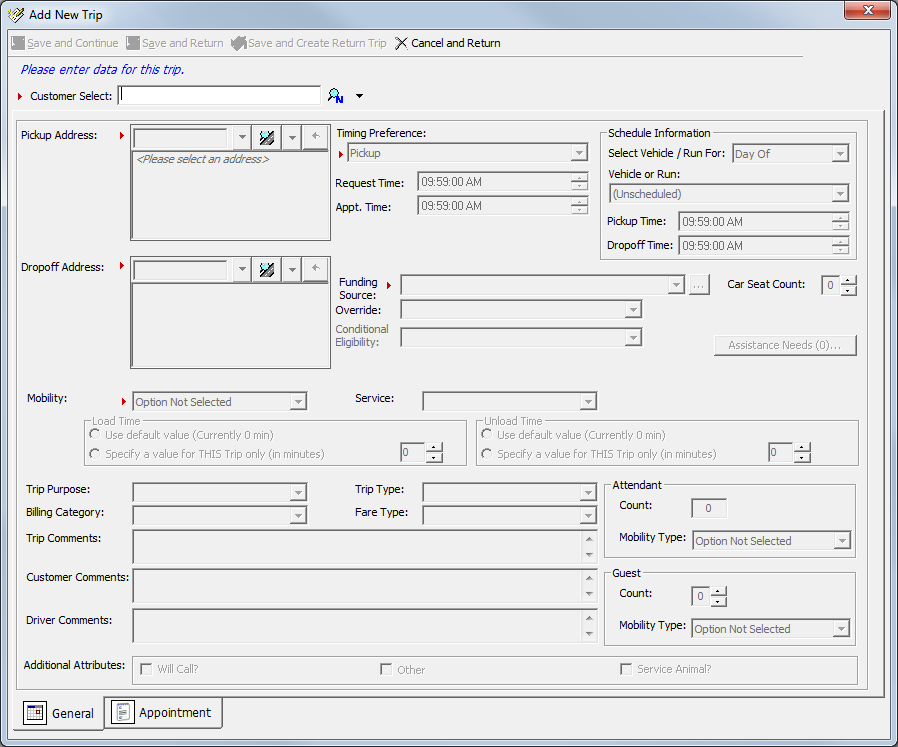 Add New Trip
Save and Continue Save and Return Save and Create Return Trip Cancel and Return
Please enter data for this trip.
Customer Select: N
Pickup Address:
<Please select an address>
Timing Preference:
Pickup
Request Time: 09:59:00 AM
Appt. Time: 09:59:00 AM
Schedule Information
Select Vehicle / Run For: Day Of
Vehicle or Run:
(Unscheduled)
Pickup Time: 09:59:00 AM
Dropoff Time: 09:59:00 AM
Dropoff Address:
Funding
Source:
...
Car Seat Count: 0
Override:
Conditional
Eligibility:
Assistance Needs (0)...
Mobility: Option Not Selected
Service:
Load Time
Use default value (Currently 0 min)
Specify a value for THIS Trip only (in minutes) 0
Unload Time
Use default value (Currently 0 min)
Specify a value for THIS Trip only (in minutes) 0
Trip Purpose:
Trip Type:
Billing Category:
Fare Type:
Attendant
Count: 0
Mobility Type: Option Not Selected
Trip Comments:
Customer Comments:
Guest
Count: 0
Mobility Type: Option Not Selected
Driver Comments:
Additional Attributes: Will Call? Other Service Animal?
General Appointment